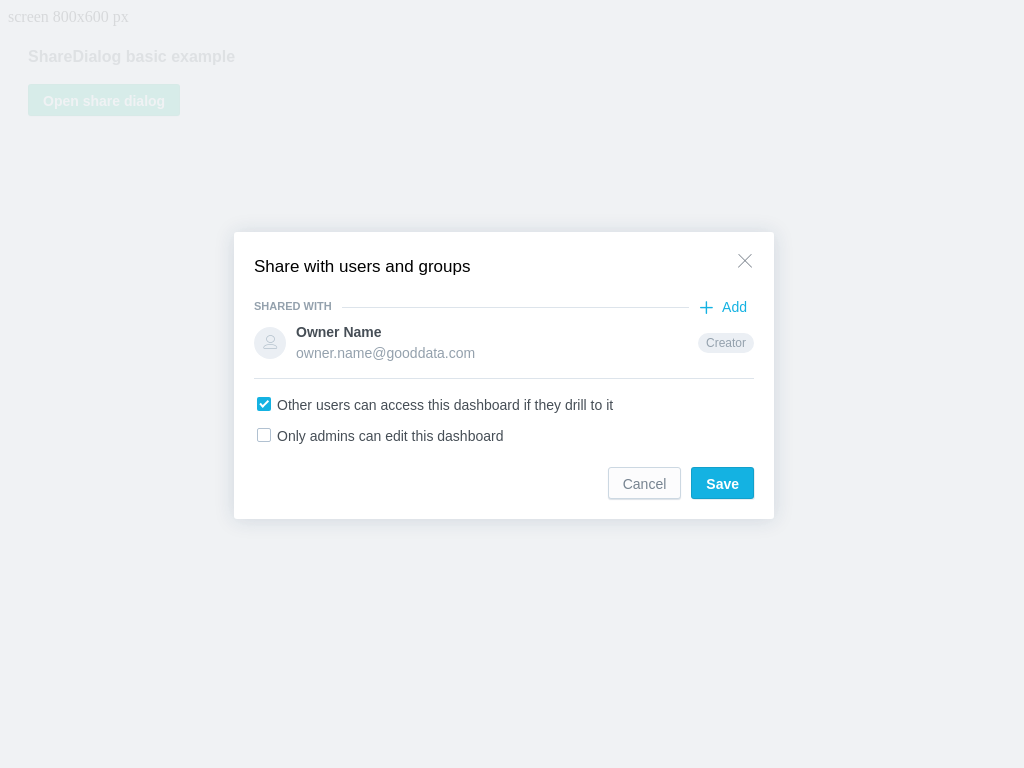 screen 800x600 px
ShareDialog basic example
Open share dialog
Share with users and groups
SHARED WITH
Add
Owner Name
owner.name@gooddata.com
Creator
Other users can access this dashboard if they drill to it
Only admins can edit this dashboard
Cancel
Save